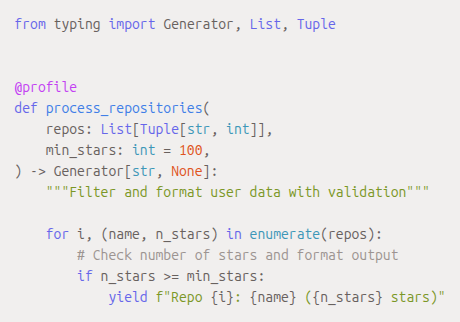 from typing import Generator, List, Tuple
@profile
def process_repositories(
    repos: List[Tuple[str, int]],
    min_stars: int = 100,
) -> Generator[str, None]:
    """Filter and format user data with validation"""
    for i, (name, n_stars) in enumerate(repos):
        # Check number of stars and format output
        if n_stars >= min_stars:
            yield f"Repo {i}: {name} ({n_stars} stars)"